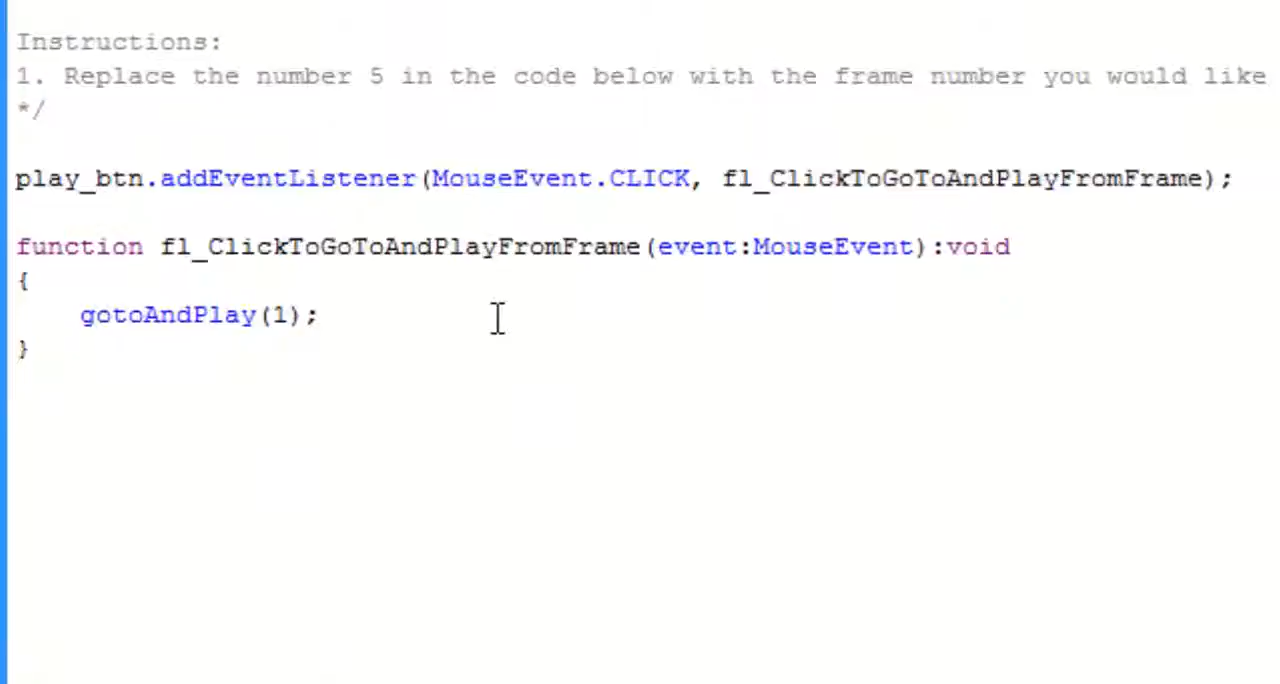 Instructions:
1. Replace the number 5 in the code below with the frame number you would like
*/
play_btn.addEventListener(MouseEvent.CLICK, fl_ClickToGoToAndPlayFromFrame);
function fl_ClickToGoToAndPlayFromFrame(event:MouseEvent):void
{
gotoAndPlay(1);
}